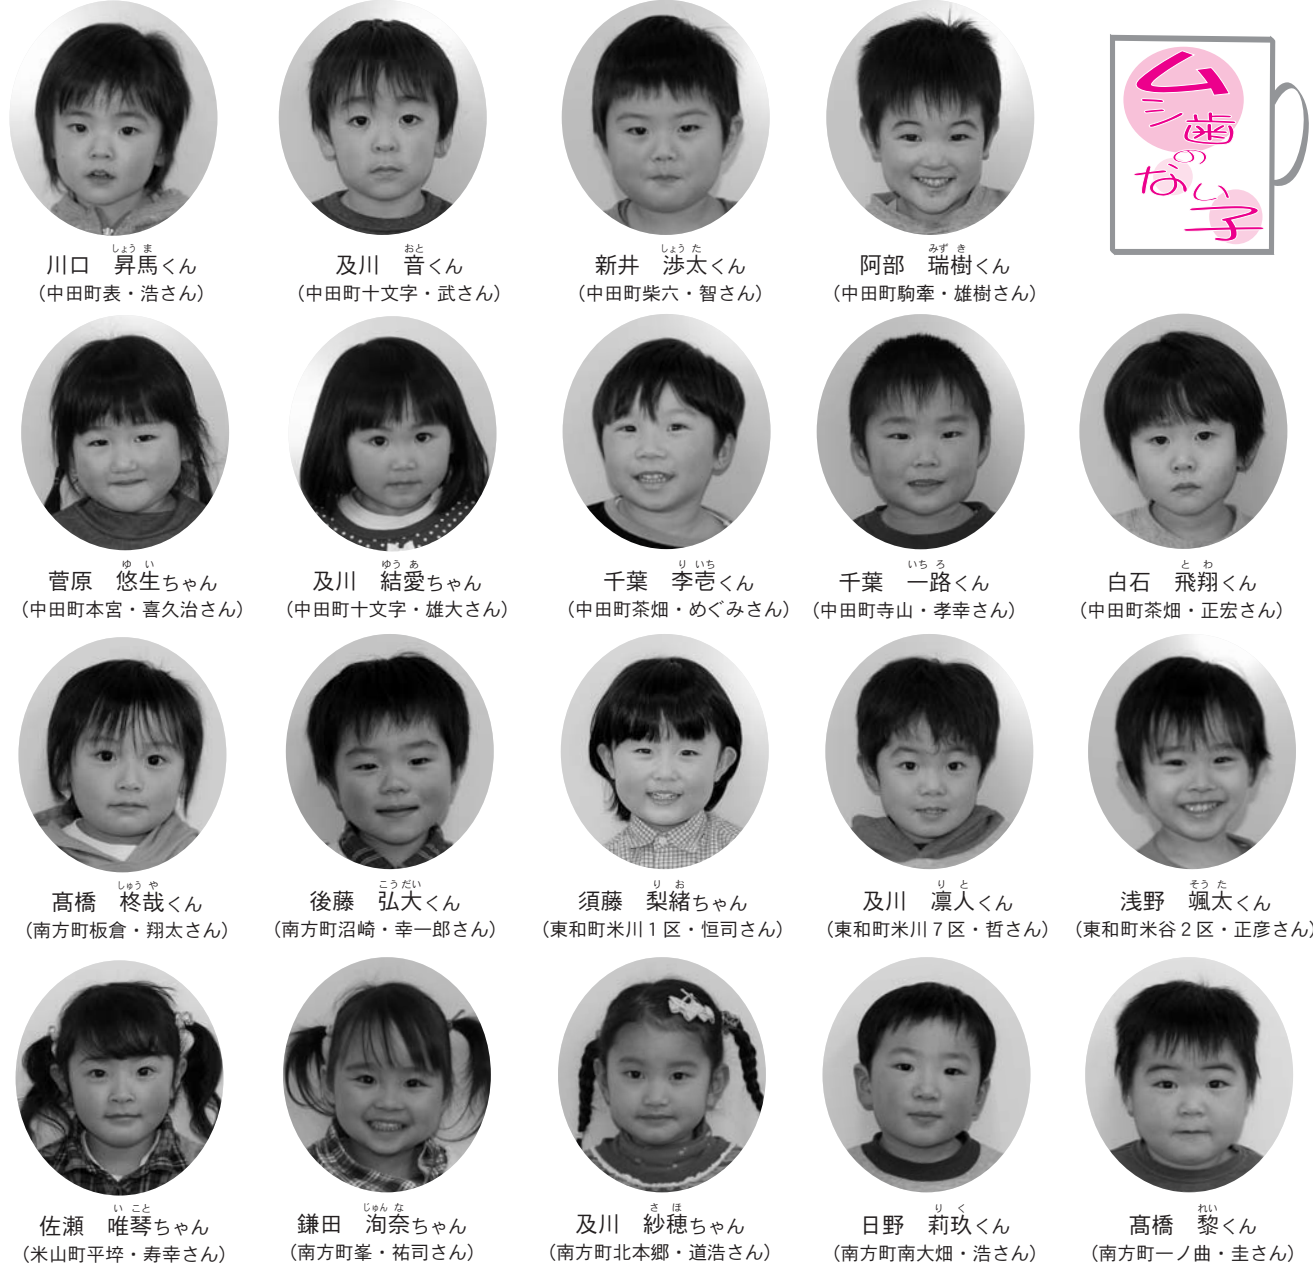 ムシ歯のない子
しょう ま
川口 昇馬くん
(中田町表・浩さん)
おと
及川 音くん
(中田町十文字・武さん)
しょう た
新井 渉太くん
(中田町柴六・智さん)
みず き
阿部 瑞樹くん
(中田町駒牽・雄樹さん)
ゆ い
菅原 悠生ちゃん
(中田町本宮・喜久治さん)
ゆう あ
及川 結愛ちゃん
(中田町十文字・雄大さん)
り いち
千葉 李壱くん
(中田町茶畑・めぐみさん)
いち ろ
千葉 一路くん
(中田町寺山・孝幸さん)
と わ
白石 飛翔くん
(中田町茶畑・正宏さん)
しゅう や
髙橋 柊哉くん
(南方町板倉・翔太さん)
こう だい
後藤 弘大くん
(南方町沼崎・幸一郎さん)
り お
須藤 梨緒ちゃん
(東和町米川1区・恒司さん)
り と
及川 凛人くん
(東和町米川7区・哲さん)
そう た
浅野 颯太くん
(東和町米谷2区・正彦さん)
い こと
佐瀬 唯琴ちゃん
(米山町平埣・寿幸さん)
じゅん な
鎌田 洵奈ちゃん
(南方町峯・祐司さん)
さ ほ
及川 紗穂ちゃん
(南方町北本郷・道浩さん)
り く
日野 莉玖くん
(南方町南大畑・浩さん)
れい
髙橋 黎くん
(南方町一ノ曲・圭さん)